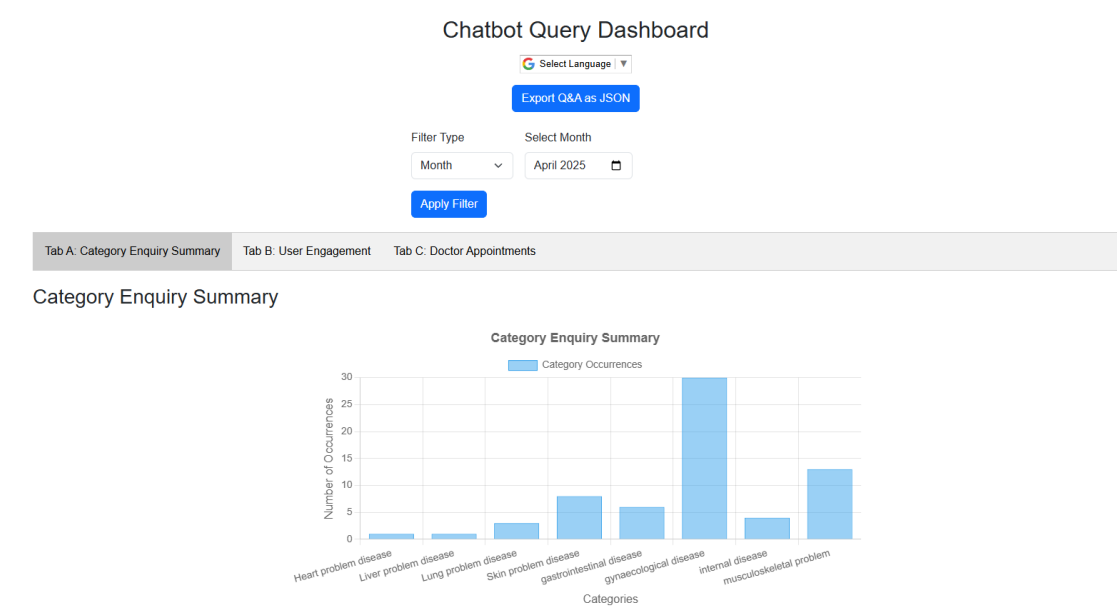 Chatbot Query Dashboard
Select Language ▼
Export Q&A as JSON
Filter Type Select Month
Month April 2025
Apply Filter
Tab A: Category Enquiry Summary Tab B: User Engagement Tab C: Doctor Appointments
Category Enquiry Summary
Category Enquiry Summary
Category Occurrences
Number of Occurrences
30
25
20
15
10
5
0
Heart problem disease
Liver problem disease
Lung problem disease
Skin problem disease
gastrointestinal disease
gynaecological disease
internal disease
musculoskeletal problem
Categories